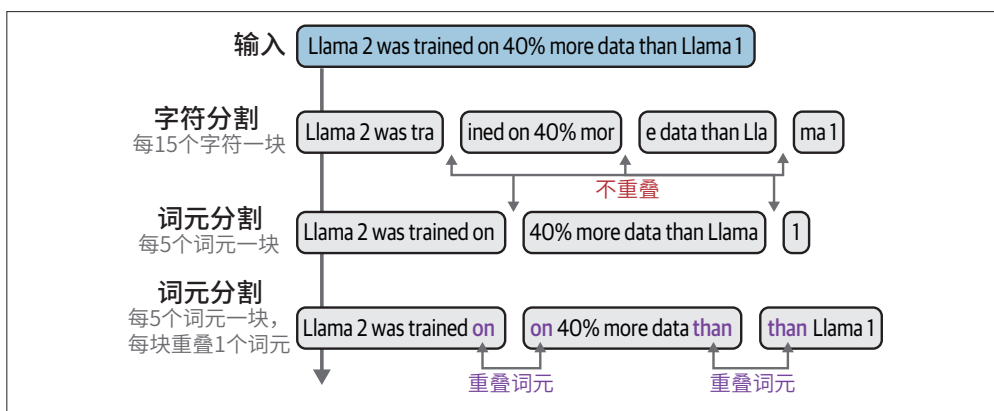 输入
Llama 2 was trained on 40% more data than Llama 1
字符分割
每15个字符一块
Llama 2 was tra
ined on 40% mor
e data than Lla
ma 1
不重叠
词元分割
每5个词元一块
Llama 2 was trained on
40% more data than Llama
1
词元分割
每5个词元一块，
每块重叠1个词元
Llama 2 was trained on
on 40% more data than
than Llama 1
重叠词元
重叠词元